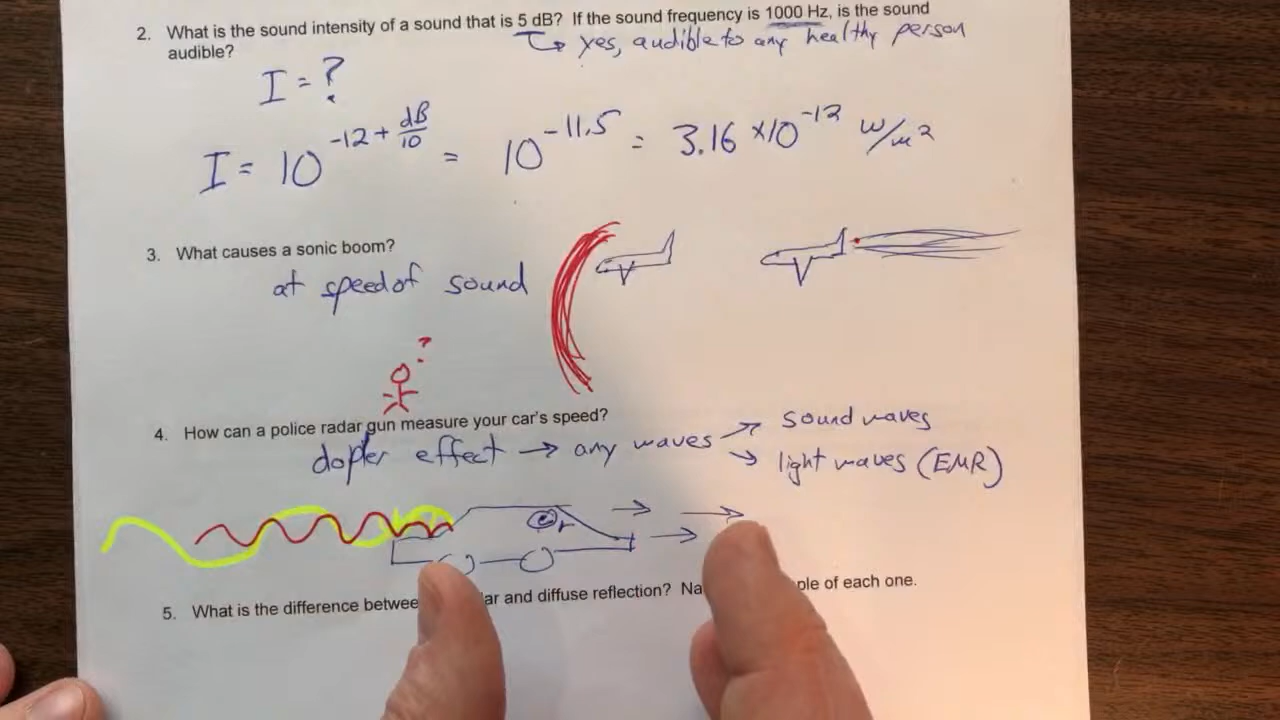 2. What is the sound intensity of a sound that is 5 dB? If the sound frequency is 1000 Hz, is the sound
audible?
yes, audible to any healthy person
I = ?
I = 10^{-12 + dB/10} = 10^{-11.5} = 3.16 × 10^{-12} W/m²
3. What causes a sonic boom?
at speed of sound
?
4. How can a police radar gun measure your car's speed?
dopler effect → any waves → sound waves
→ light waves (EMR)
5. What is the difference betwee ar and diffuse reflection? Na ple of each one.